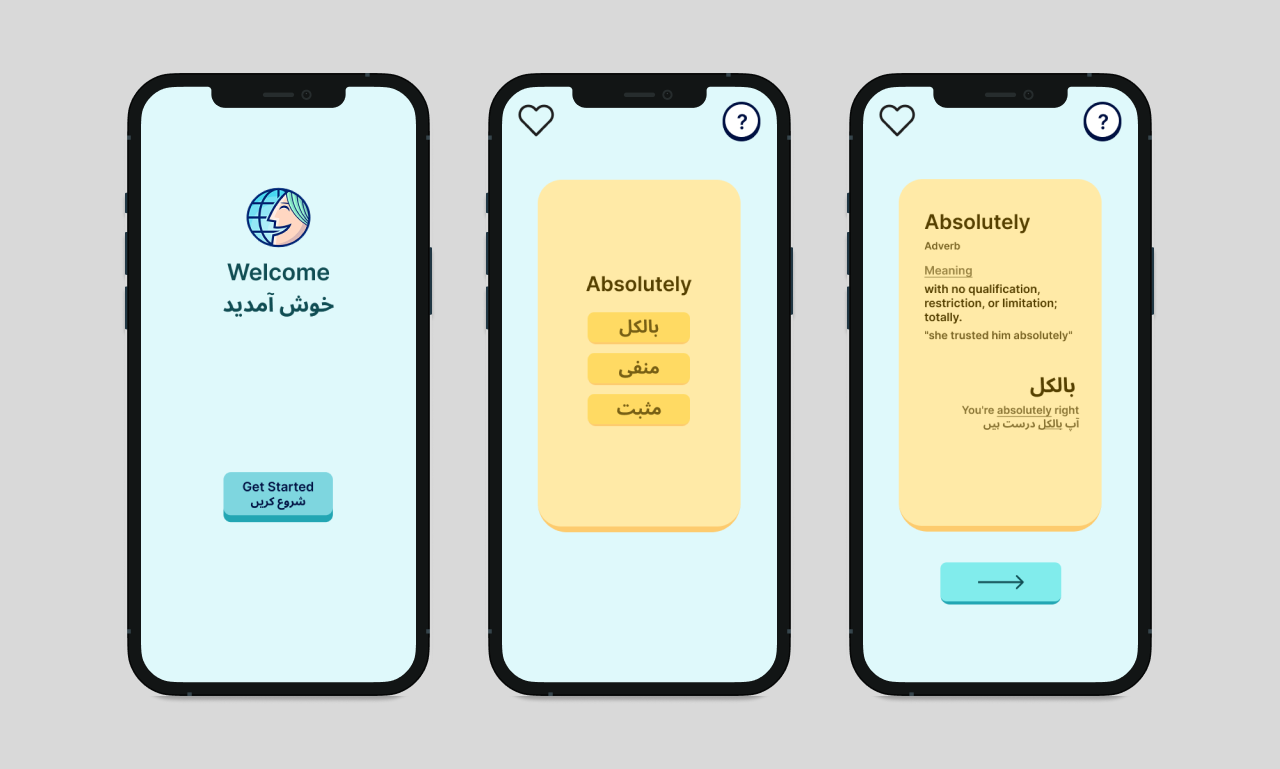 Welcome
خوش آمدید
Get Started
شروع کریں
?
Absolutely
بالکل
منفی
مثبت
?
Absolutely
Adverb
Meaning
with no qualification,
restriction, or limitation;
totally.
"she trusted him absolutely"
بالکل
You're absolutely right
آپ بالکل درست ہیں